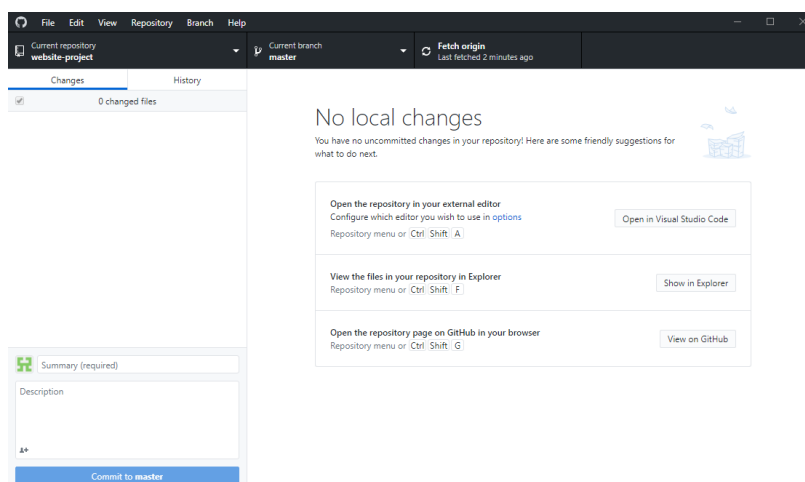 File Edit View Repository Branch Help
Current repository
website-project
Current branch
master
Fetch origin
Last fetched 2 minutes ago
Changes History
0 changed files
No local changes
You have no uncommitted changes in your repository! Here are some friendly suggestions for
what to do next.
Open the repository in your external editor
Configure which editor you wish to use in options
Repository menu or Ctrl Shift A
Open in Visual Studio Code
View the files in your repository in Explorer
Repository menu or Ctrl Shift F
Show in Explorer
Open the repository page on GitHub in your browser
Repository menu or Ctrl Shift G
View on GitHub
Summary (required)
Description
Commit to master